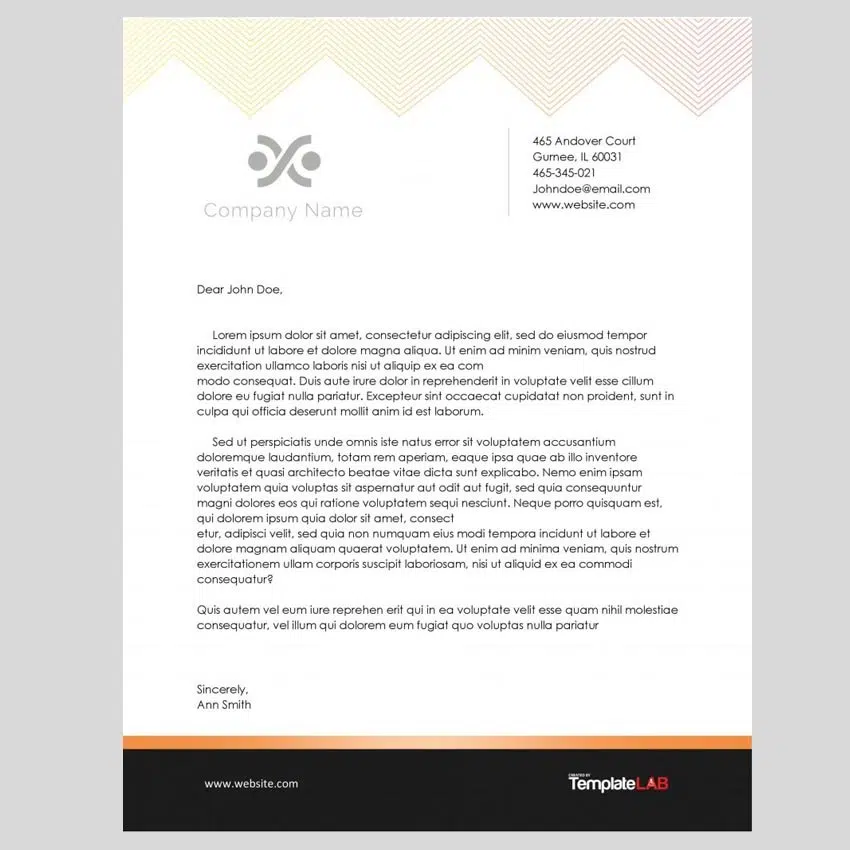 Company Name
465 Andover Court
Gurnee, IL 60031
465-345-021
Johndoe@email.com
www.website.com
Dear John Doe,
Lorem ipsum dolor sit amet, consectetur adipiscing elit, sed do eiusmod tempor
incididunt ut labore et dolore magna aliqua. Ut enim ad minim veniam, quis nostrud
exercitation ullamco laboris nisi ut aliquip ex ea com
modo consequat. Duis aute irure dolor in reprehenderit in voluptate velit esse cillum
dolore eu fugiat nulla pariatur. Excepteur sint occaecat cupidatat non proident, sunt in
culpa qui officia deserunt mollit anim id est laborum.
Sed ut perspiciatis unde omnis iste natus error sit voluptatem accusantium
doloremque laudantium, totam rem aperiam, eaque ipsa quae ab illo inventore
veritatis et quasi architecto beatae vitae dicta sunt explicabo. Nemo enim ipsam
voluptatem quia voluptas sit aspernatur aut odit aut fugit, sed quia consequuntur
magni dolores eos qui ratione voluptatem sequi nesciunt. Neque porro quisquam est,
qui dolorem ipsum quia dolor sit amet, consect
etur, adipisci velit, sed quia non numquam eius modi tempora incidunt ut labore et
dolore magnam aliquam quaerat voluptatem. Ut enim ad minima veniam, quis nostrum
exercitationem ullam corporis suscipit laboriosam, nisi ut aliquid ex ea commodi
consequatur?
Quis autem vel eum iure reprehen erit qui in ea voluptate velit esse quam nihil molestiae
consequatur, vel illum qui dolorem eum fugiat quo voluptas nulla pariatur
Sincerely,
Ann Smith
www.website.com
CREATED BY
TemplateLAB